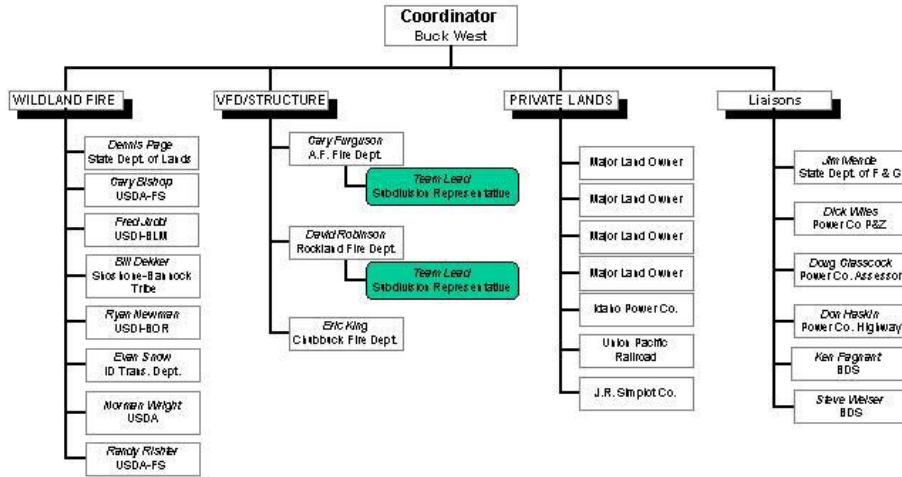 Coordinator
Buck West
WILDLAND FIRE
Dennis Page
State Dept. of Lands
Gary Bishop
USDA-FS
Fred Judd
USDI-BLM
Bill Dekker
Shoshone-Bannock
Tribe
Ryan Newman
USDI-BOR
Evan Snow
ID Trans. Dept.
Norman Wright
USDA
Randy Rishter
USDA-FS
VFD/STRUCTURE
Gary Furguson
A.F. Fire Dept.
Team Lead
Subdivision Representative
David Robinson
Rockland Fire Dept.
Team Lead
Subdivision Representative
Eric King
Chubbuck Fire Dept.
PRIVATE LANDS
Major Land Owner
Major Land Owner
Major Land Owner
Major Land Owner
Idaho Power Co.
Union Pacific
Railroad
J.R. Simplot Co.
Liaisons
Jim Mende
State Dept. of F & G
Dick Wiles
Power Co P&Z
Doug Glasscock
Power Co. Assessor
Don Haskin
Power Co. Highway
Ken Fagnant
BDS
Steve Weiser
BDS